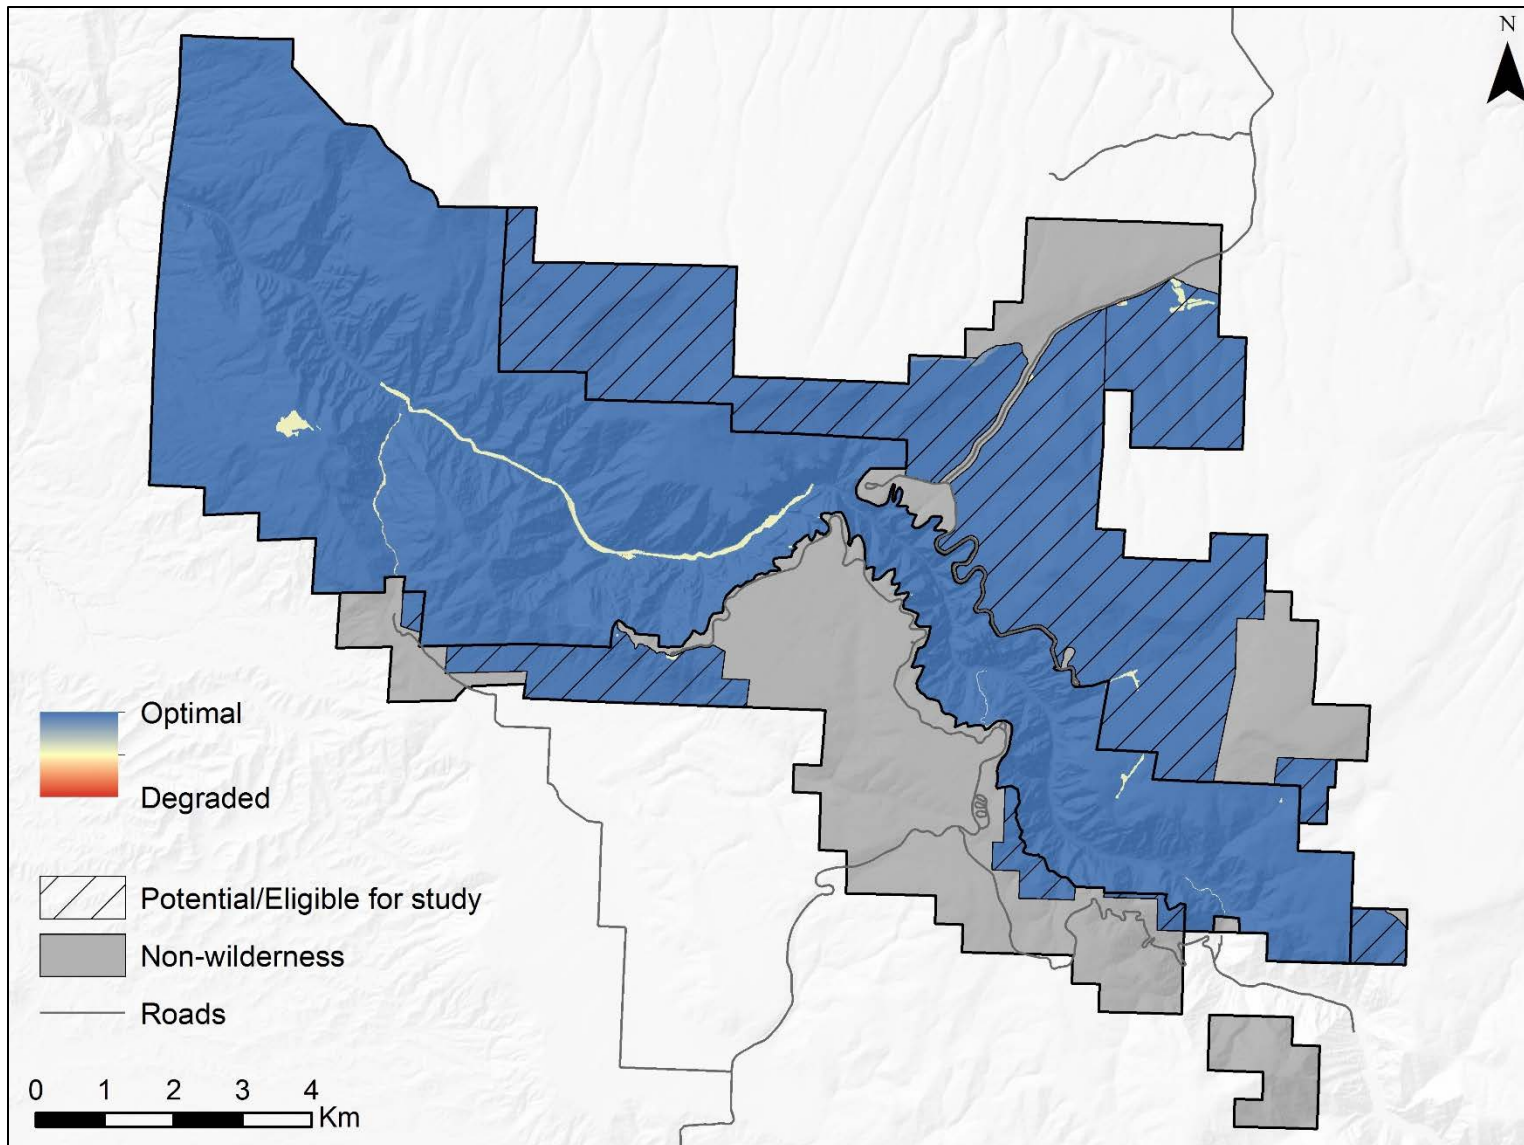 N
Optimal
Degraded
Potential/Eligible for study
Non-wilderness
Roads
0 1 2 3 4
Km